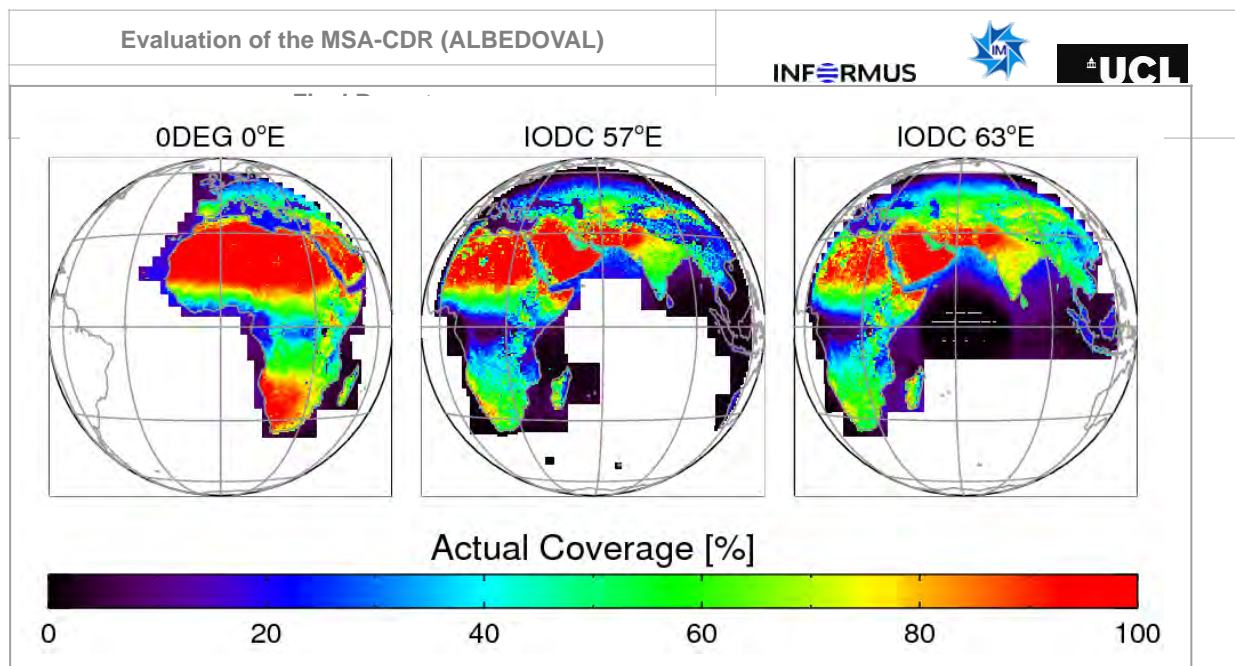 Evaluation of the MSA-CDR (ALBEDOVAL)
INFORMUS
IM
UCL
0DEG 0°E
IODC 57°E
IODC 63°E
Actual Coverage [%]
0 20 40 60 80 100